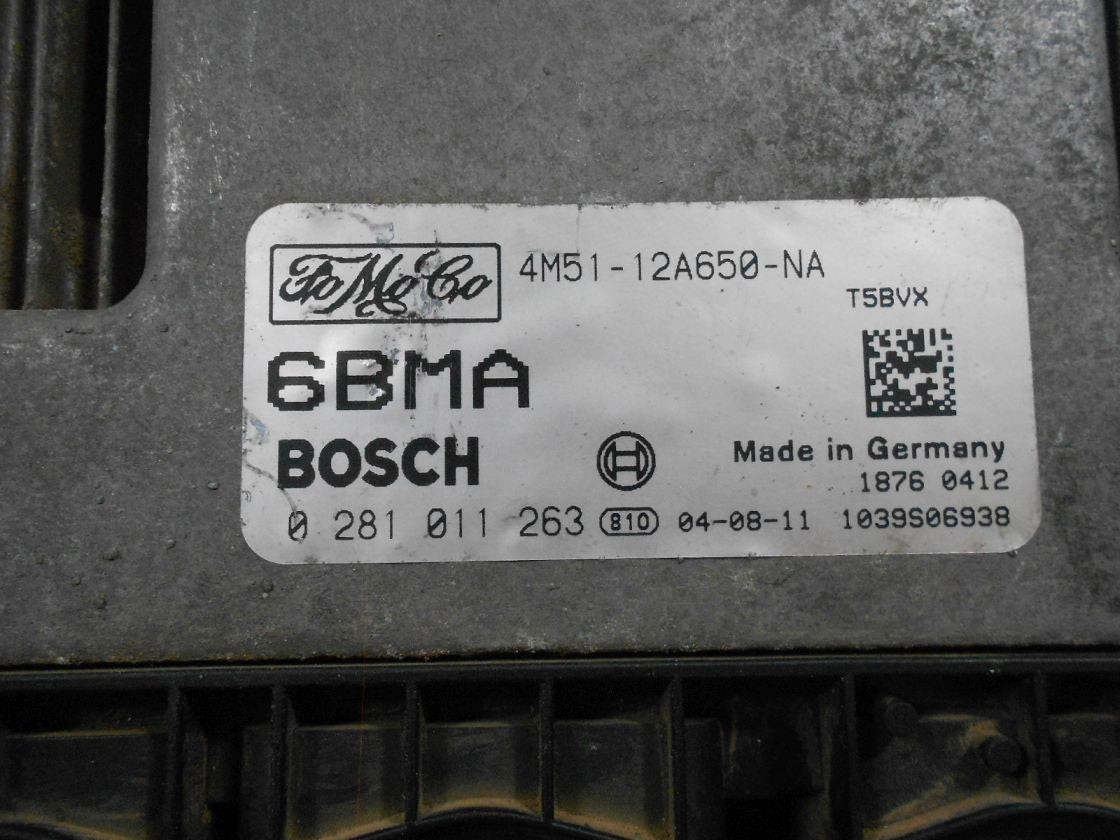 FoMoCo 4M51-12A650-NA
T5BVX
6BMA
BOSCH
Made in Germany
1876 0412
0 281 011 263 810 04-08-11 1039S06938